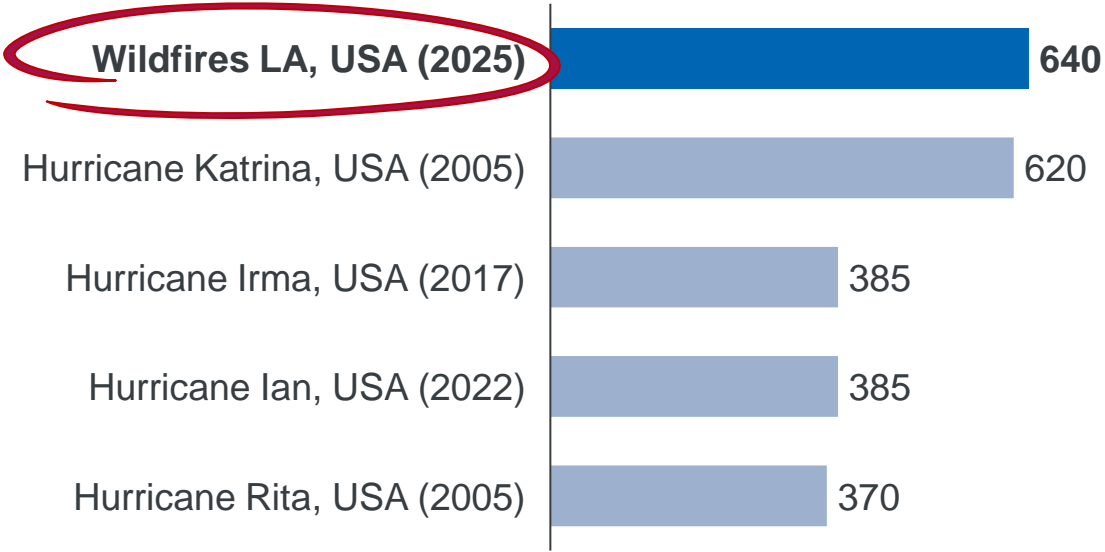 Wildfires LA, USA (2025) 640
Hurricane Katrina, USA (2005) 620
Hurricane Irma, USA (2017) 385
Hurricane Ian, USA (2022) 385
Hurricane Rita, USA (2005) 370